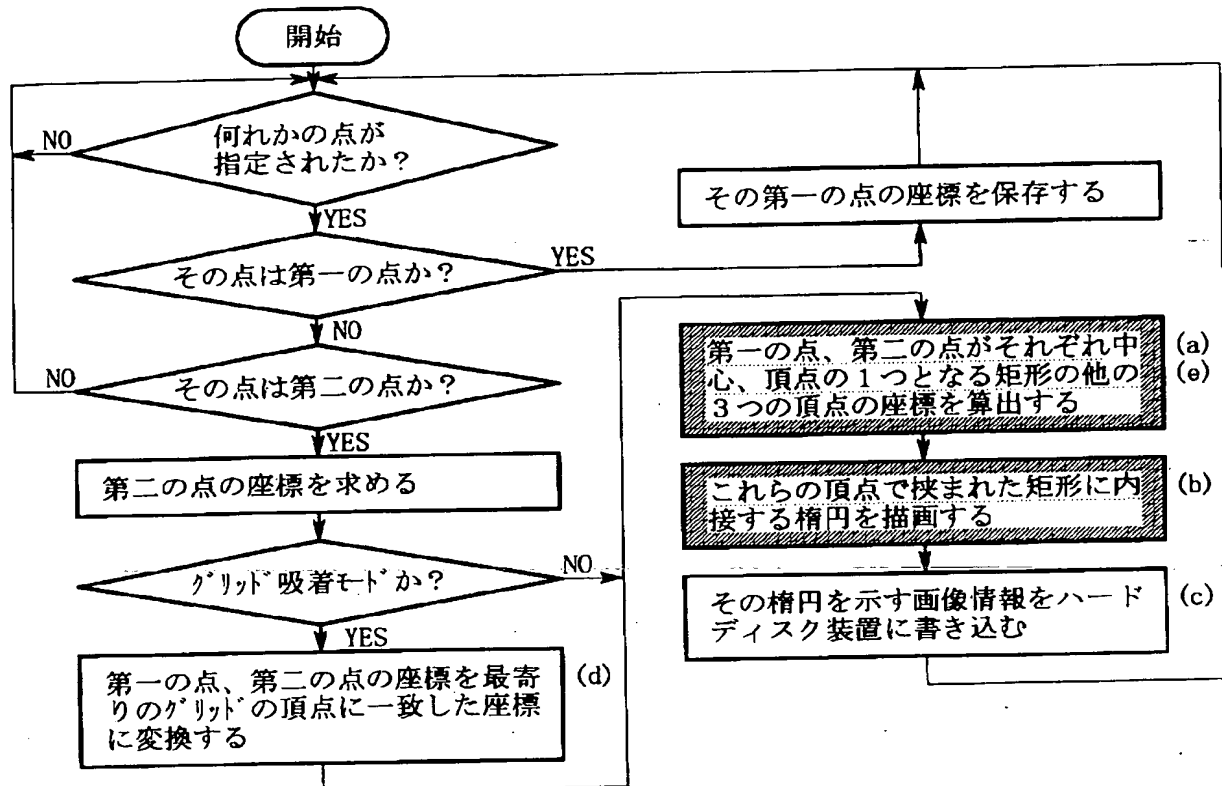 開始
何れかの点が
指定されたか?
NO
YES
その点は第一の点か?
YES
NO
その第一の点の座標を保存する
その点は第二の点か?
NO
YES
第二の点の座標を求める
グリッド吸着モードか?
NO
YES
第一の点、第二の点の座標を最寄
りのグリッドの頂点に一致した座標
に変換する
(d)
第一の点、第二の点がそれぞれ中
心、頂点の1つとなる矩形の他の
3つの頂点の座標を算出する
(a)
(e)
これらの頂点で挟まれた矩形に内
接する楕円を描画する
(b)
その楕円を示す画像情報をハード
ディスク装置に書き込む
(c)